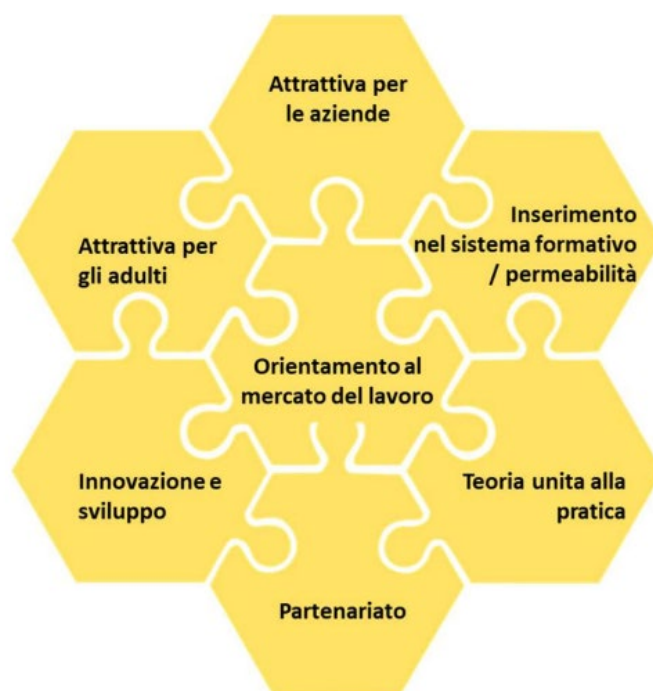 Attrattiva per
le aziende
Inserimento
nel sistema formativo
/ permeabilità
Attrattiva per
gli adulti
Orientamento al
mercato del lavoro
Innovazione e
sviluppo
Teoria unita alla
pratica
Partenariato